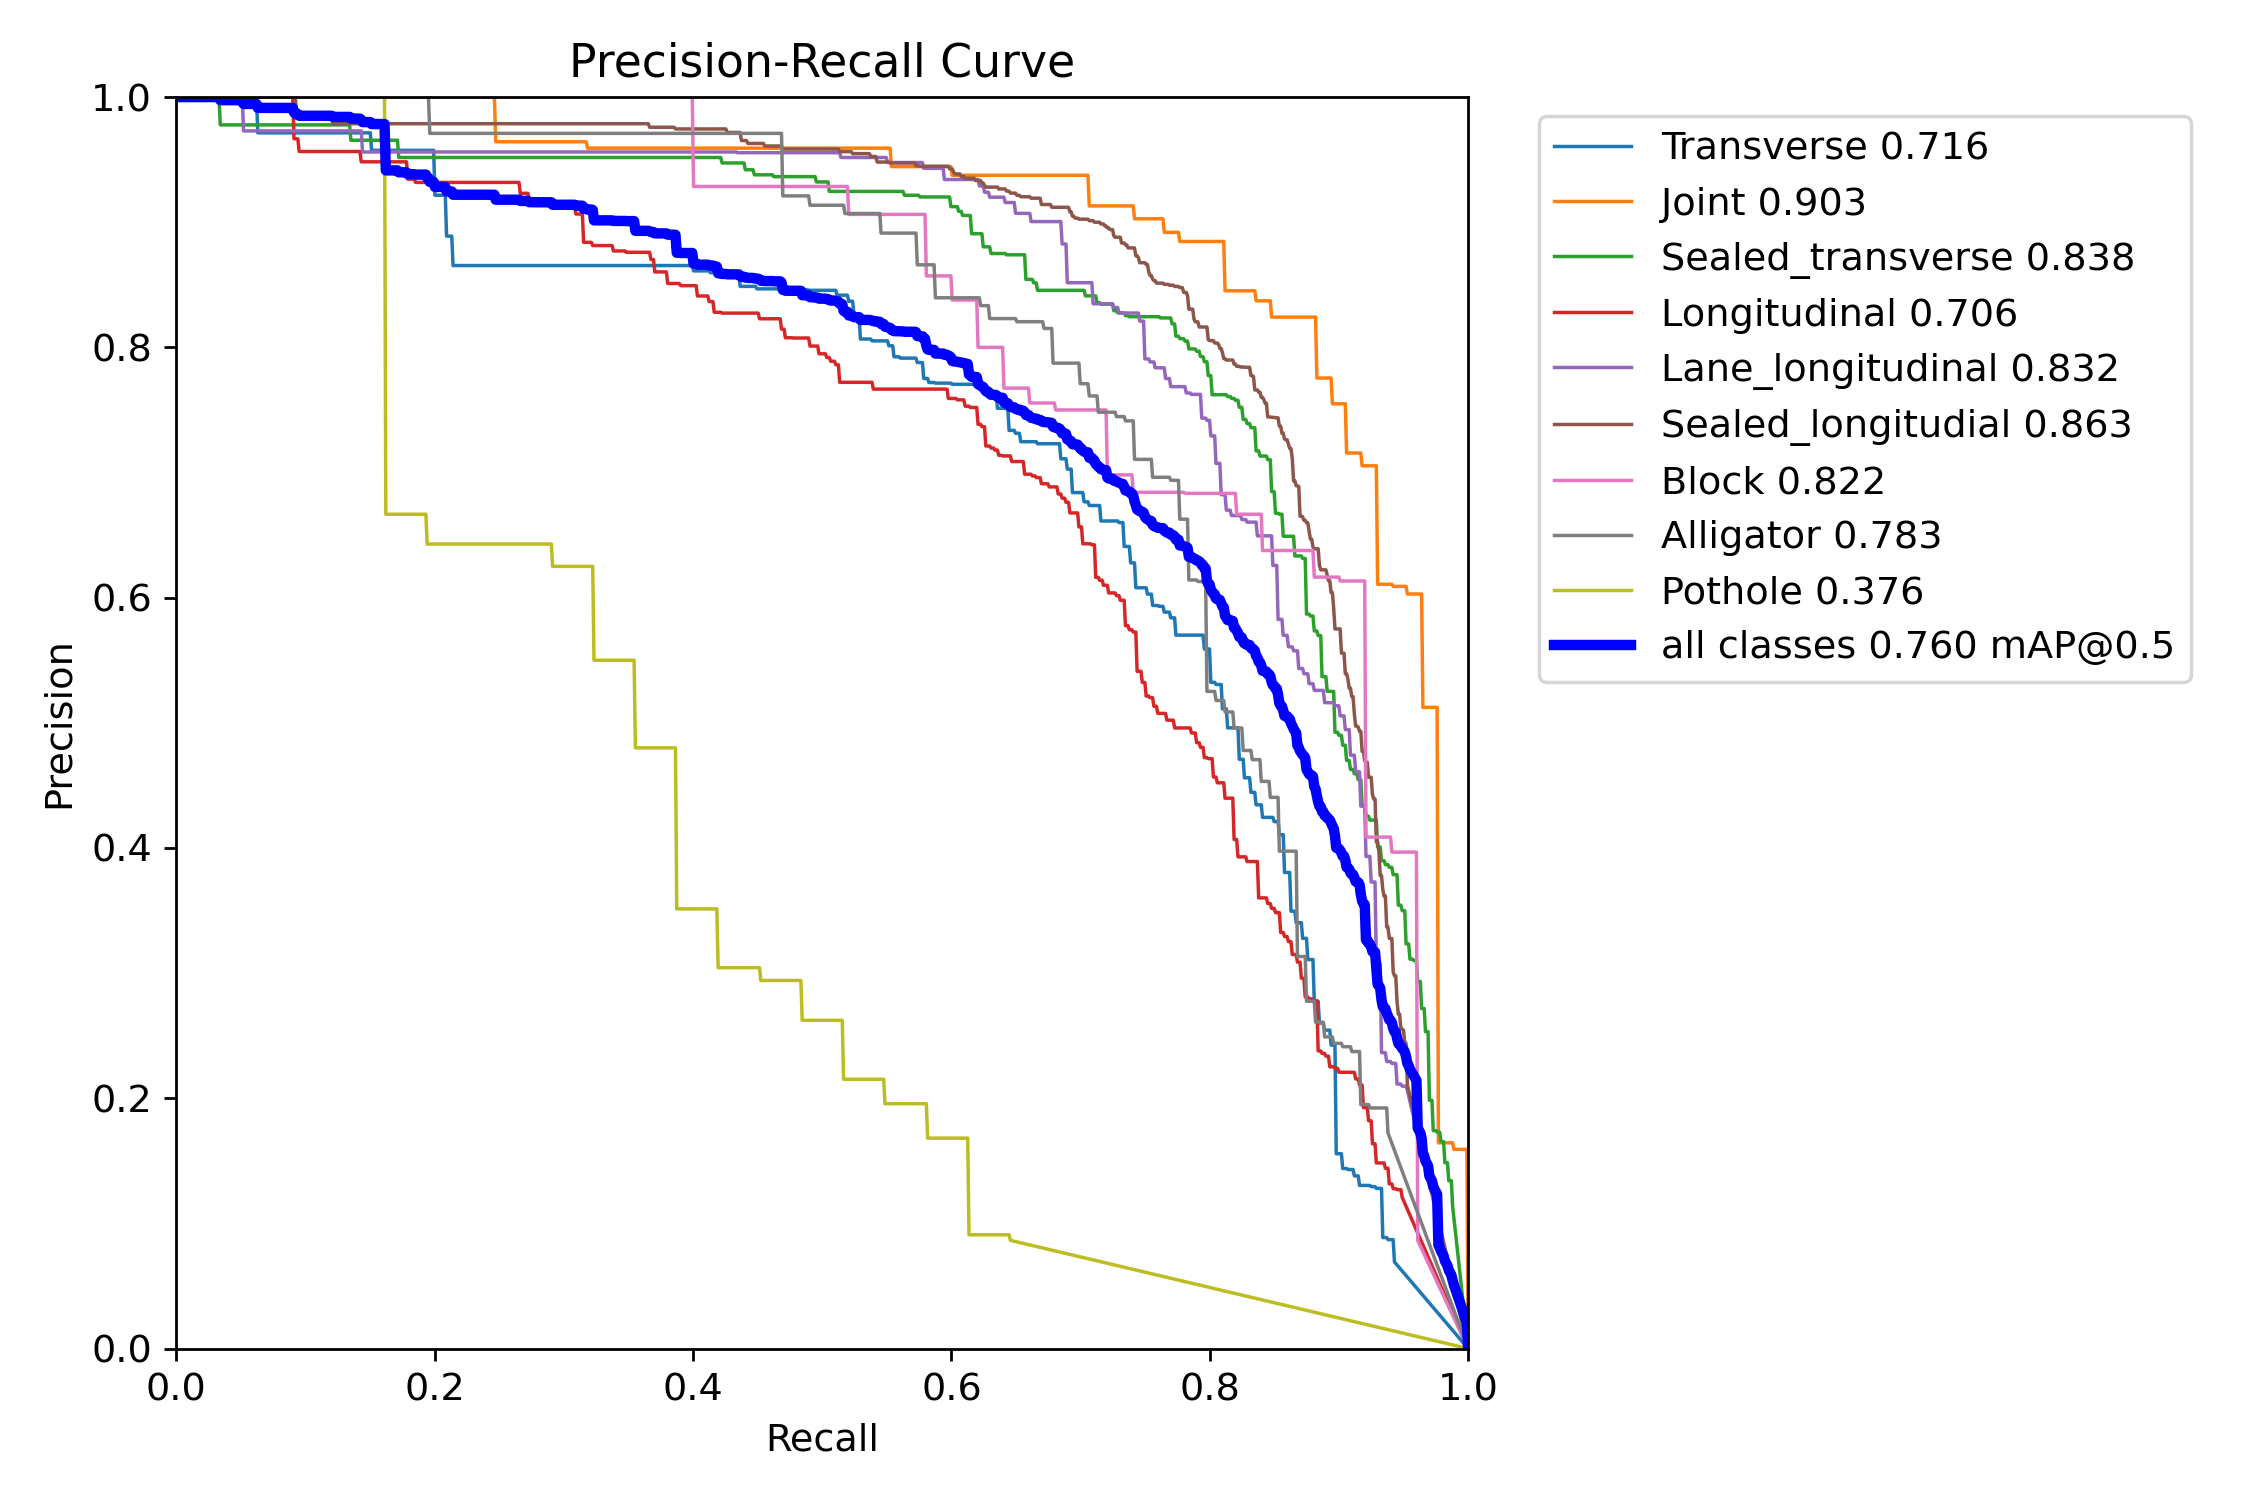 Precision-Recall Curve
1.0
0.8
0.6
0.4
0.2
0.0
Precision
0.0 0.2 0.4 0.6 0.8 1.0
Recall
Transverse 0.716
Joint 0.903
Sealed_transverse 0.838
Longitudinal 0.706
Lane_longitudinal 0.832
Sealed_longitudial 0.863
Block 0.822
Alligator 0.783
Pothole 0.376
all classes 0.760 mAP@0.5